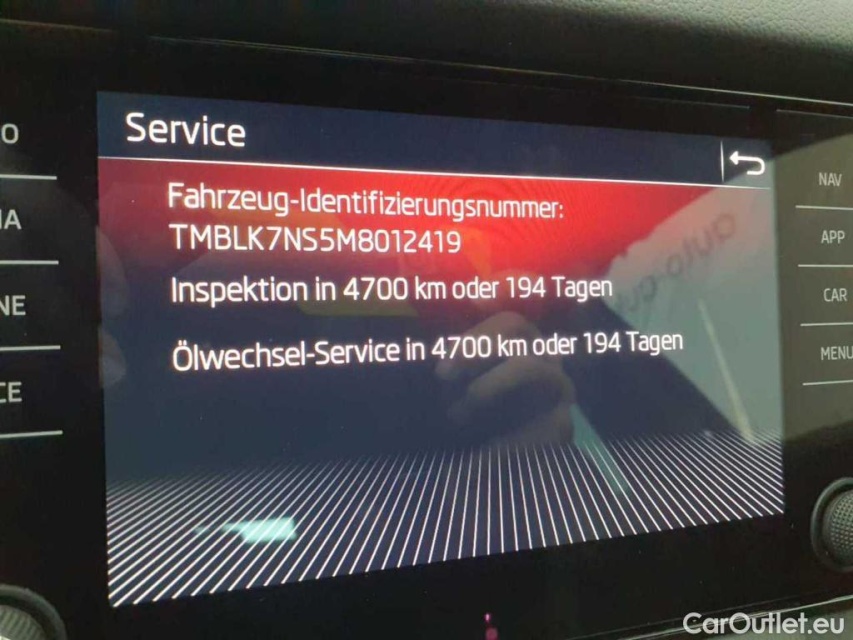 Service
Fahrzeug-Identifizierungsnummer:
TMBLK7NS5M8012419
Inspektion in 4700 km oder 194 Tagen
Ölwechsel-Service in 4700 km oder 194 Tagen
NAV
APP
CAR
MENU
CarOutlet.eu